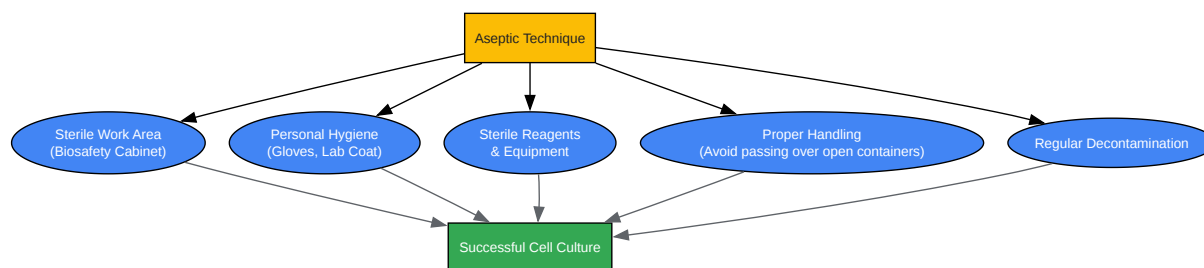 Aseptic Technique
Sterile Work Area
(Biosafety Cabinet)
Personal Hygiene
(Gloves, Lab Coat)
Sterile Reagents
& Equipment
Proper Handling
(Avoid passing over open containers)
Regular Decontamination
Successful Cell Culture